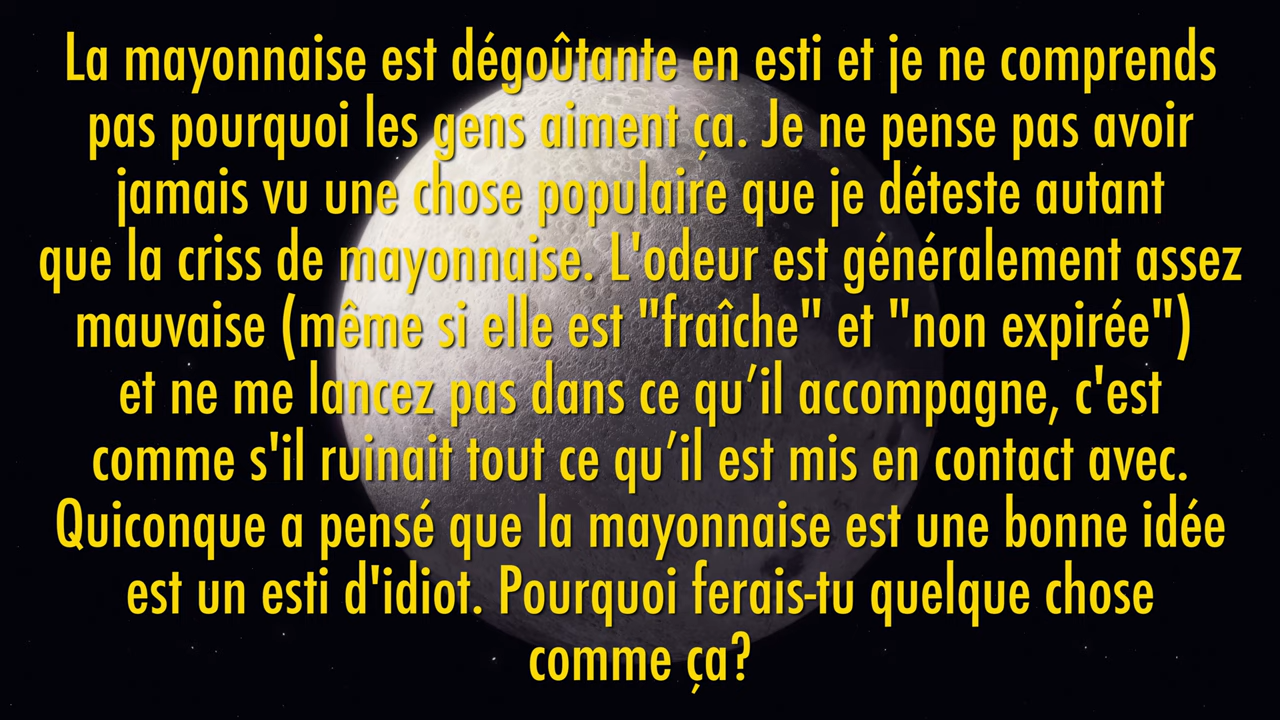 La mayonnaise est dégoûtante en esti et je ne comprends
pas pourquoi les gens aiment ça. Je ne pense pas avoir
jamais vu une chose populaire que je déteste autant
que la criss de mayonnaise. L'odeur est généralement assez
mauvaise (même si elle est "fraîche" et "non expirée")
et ne me lancez pas dans ce qu’il accompagne, c'est
comme s'il ruinait tout ce qu’il est mis en contact avec.
Quiconque a pensé que la mayonnaise est une bonne idée
est un esti d'idiot. Pourquoi ferais-tu quelque chose
comme ça?